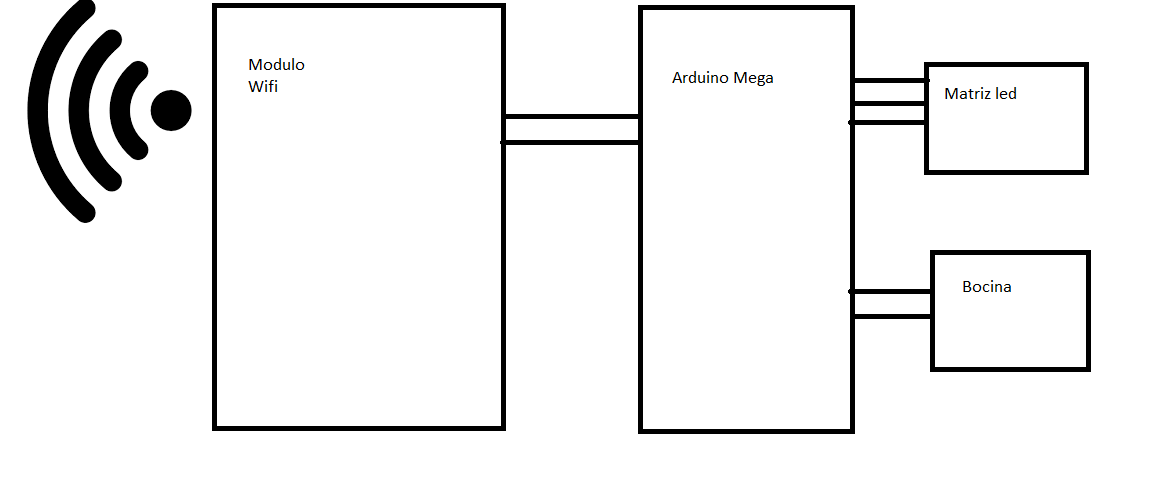 Modulo
Wifi
Arduino Mega
Matriz led
Bocina